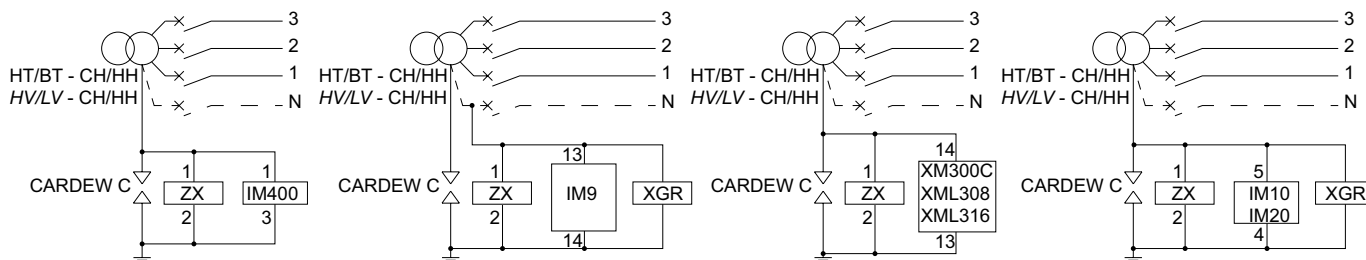 3
2
1
N
HT/BT - CH/HH
HV/LV - CH/HH
CARDEW C
1
ZX
2
1
IM400
3
3
2
1
N
HT/BT - CH/HH
HV/LV - CH/HH
CARDEW C
1
ZX
2
13
IM9
14
XGR
3
2
1
N
HT/BT - CH/HH
HV/LV - CH/HH
CARDEW C
1
ZX
2
14
XM300C
XML308
XML316
13
3
2
1
N
HT/BT - CH/HH
HV/LV - CH/HH
CARDEW C
1
ZX
2
5
IM10
IM20
4
XGR